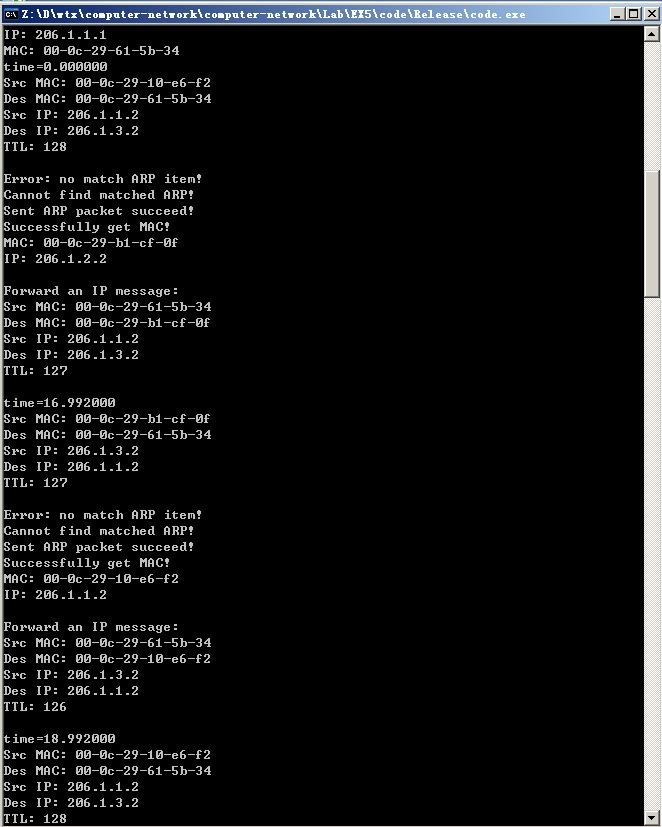 Z:\D\wtx\computer-network\computer-network\Lab\EX5\code\Release\code.exe
IP: 206.1.1.1
MAC: 00-0c-29-61-5b-34
time=0.000000
Src MAC: 00-0c-29-10-e6-f2
Des MAC: 00-0c-29-61-5b-34
Src IP: 206.1.1.2
Des IP: 206.1.3.2
TTL: 128
Error: no match ARP item!
Cannot find matched ARP!
Sent ARP packet succeed!
Successfully get MAC!
MAC: 00-0c-29-b1-cf-0f
IP: 206.1.2.2
Forward an IP message:
Src MAC: 00-0c-29-61-5b-34
Des MAC: 00-0c-29-b1-cf-0f
Src IP: 206.1.1.2
Des IP: 206.1.3.2
TTL: 127
time=16.992000
Src MAC: 00-0c-29-b1-cf-0f
Des MAC: 00-0c-29-61-5b-34
Src IP: 206.1.3.2
Des IP: 206.1.1.2
TTL: 127
Error: no match ARP item!
Cannot find matched ARP!
Sent ARP packet succeed!
Successfully get MAC!
MAC: 00-0c-29-10-e6-f2
IP: 206.1.1.2
Forward an IP message:
Src MAC: 00-0c-29-61-5b-34
Des MAC: 00-0c-29-10-e6-f2
Src IP: 206.1.3.2
Des IP: 206.1.1.2
TTL: 126
time=18.992000
Src MAC: 00-0c-29-10-e6-f2
Des MAC: 00-0c-29-61-5b-34
Src IP: 206.1.1.2
Des IP: 206.1.3.2
TTL: 128